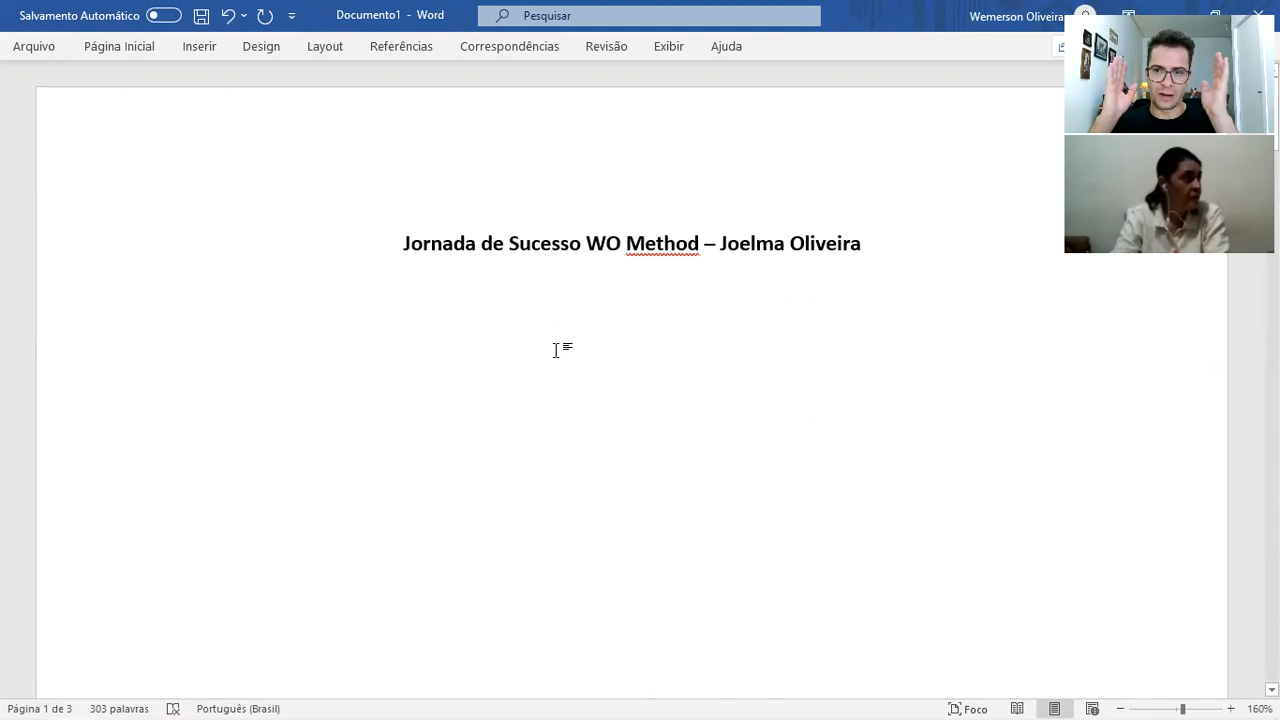 Salvamento Automático
Documento1 - Word
Pesquisar
Wemerson Oliveira
Arquivo
Página Inicial
Inserir
Design
Layout
Referências
Correspondências
Revisão
Exibir
Ajuda
Jornada de Sucesso WO Method – Joelma Oliveira
Página 1 de 3
303 palavras
Português (Brasil)
Foco
160%